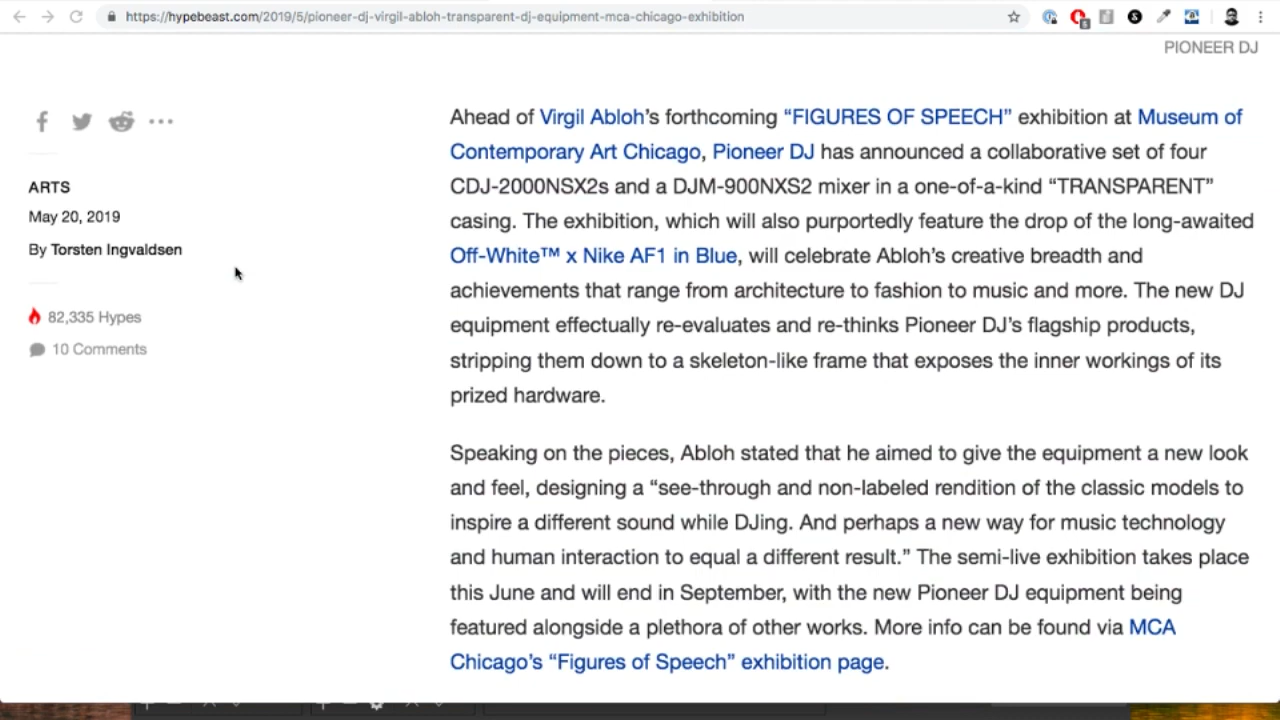 https://hypebeast.com/2019/5/pioneer-dj-virgil-abloh-transparent-dj-equipment-mca-chicago-exhibition
PIONEER DJ
ARTS
May 20, 2019
By Torsten Ingvaldsen
82,335 Hypes
10 Comments
Ahead of Virgil Abloh’s forthcoming “FIGURES OF SPEECH” exhibition at Museum of
Contemporary Art Chicago, Pioneer DJ has announced a collaborative set of four
CDJ-2000NSX2s and a DJM-900NXS2 mixer in a one-of-a-kind “TRANSPARENT”
casing. The exhibition, which will also purportedly feature the drop of the long-awaited
Off-White™ x Nike AF1 in Blue, will celebrate Abloh’s creative breadth and
achievements that range from architecture to fashion to music and more. The new DJ
equipment effectually re-evaluates and re-thinks Pioneer DJ’s flagship products,
stripping them down to a skeleton-like frame that exposes the inner workings of its
prized hardware.
Speaking on the pieces, Abloh stated that he aimed to give the equipment a new look
and feel, designing a “see-through and non-labeled rendition of the classic models to
inspire a different sound while DJing. And perhaps a new way for music technology
and human interaction to equal a different result.” The semi-live exhibition takes place
this June and will end in September, with the new Pioneer DJ equipment being
featured alongside a plethora of other works. More info can be found via MCA
Chicago’s “Figures of Speech” exhibition page.